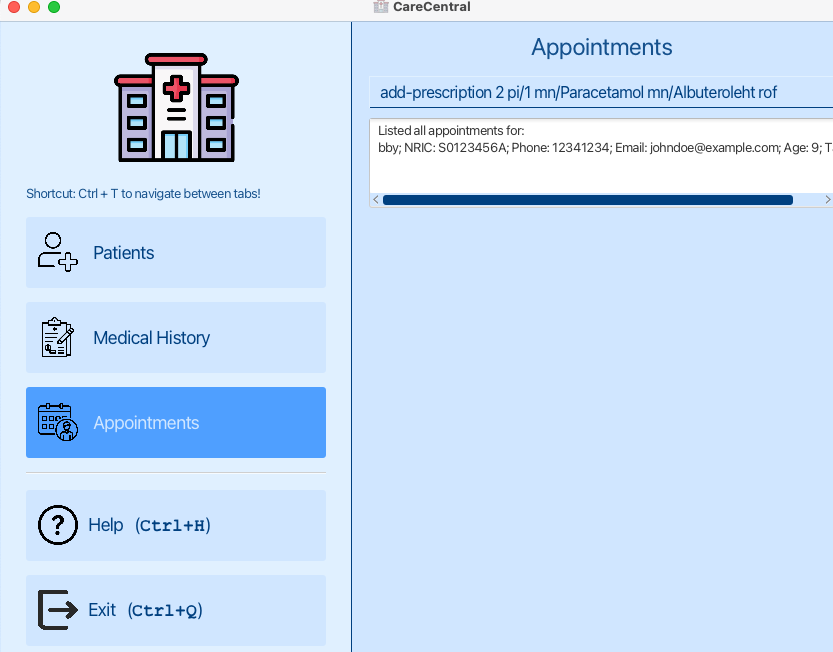 CareCentral
Shortcut: Ctrl + T to navigate between tabs!
Patients
Medical History
Appointments
Help (Ctrl+H)
Exit (Ctrl+Q)
Appointments
add-prescription 2 pi/1 mn/Paracetamol mn/Albuteroleht rof
Listed all appointments for:
bby; NRIC: S0123456A; Phone: 12341234; Email: johndoe@example.com; Age: 9; Ta